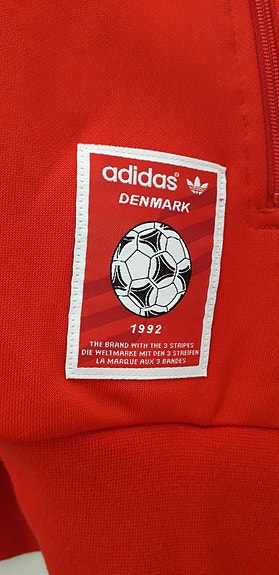 adidas®
DENMARK
1992
THE BRAND WITH THE 3 STRIPES
DIE WELTMARKE MIT DEN 3 STREIFEN
LA MARQUE AUX 3 BANDES